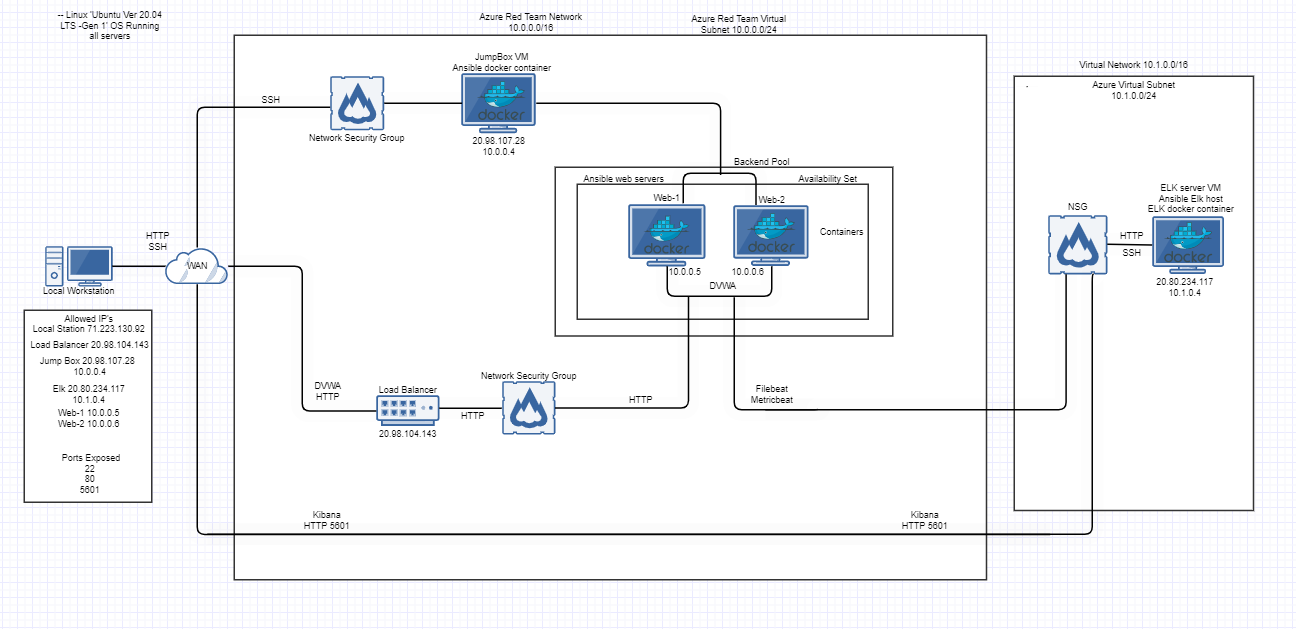 -- Linux 'Ubuntu Ver 20.04
LTS -Gen 1' OS Running
all servers
Azure Red Team Network
10.0.0.0/16
Azure Red Team Virtual
Subnet 10.0.0.0/24
Virtual Network 10.1.0.0/16
Azure Virtual Subnet
10.1.0.0/24
JumpBox VM
Ansible docker container
docker
20.98.107.28
10.0.0.4
SSH
Network Security Group
Backend Pool
Ansible web servers
Availability Set
Web-1
Web-2
docker
docker
Containers
10.0.0.5
10.0.0.6
DVWA
HTTP
SSH
WAN
Local Workstation
Allowed IP's
Local Station 71.223.130.92
Load Balancer 20.98.104.143
Jump Box 20.98.107.28
10.0.0.4
Elk 20.80.234.117
10.1.0.4
Web-1 10.0.0.5
Web-2 10.0.0.6
Ports Exposed
22
80
5601
DVWA
HTTP
Load Balancer
20.98.104.143
HTTP
Network Security Group
HTTP
Filebeat
Metricbeat
NSG
HTTP
SSH
ELK server VM
Ansible Elk host
ELK docker container
docker
20.80.234.117
10.1.0.4
Kibana
HTTP 5601
Kibana
HTTP 5601